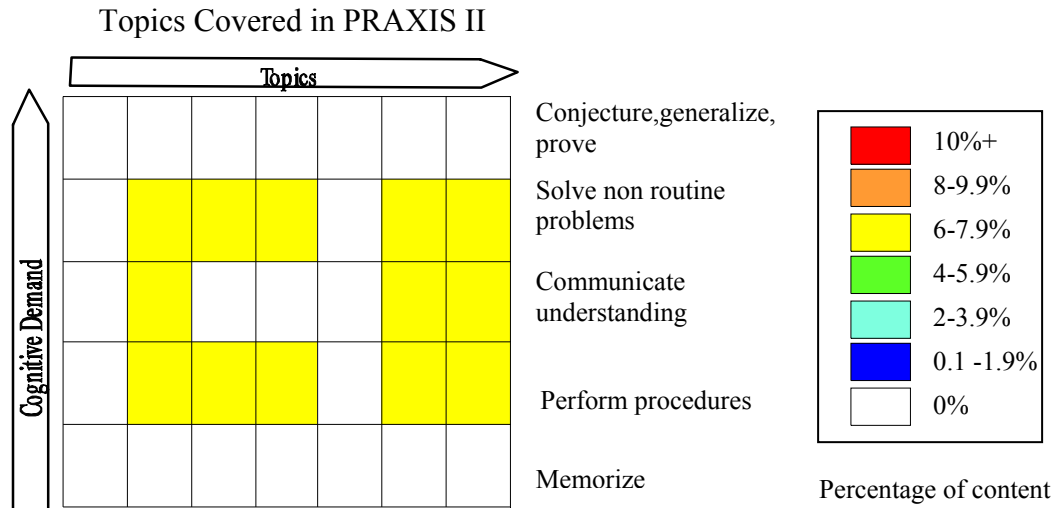 Topics Covered in PRAXIS II
Topics
Cognitive Demand
Conjecture,generalize,
prove
Solve non routine
problems
Communicate
understanding
Perform procedures
Memorize
10%+
8-9.9%
6-7.9%
4-5.9%
2-3.9%
0.1 -1.9%
0%
Percentage of content